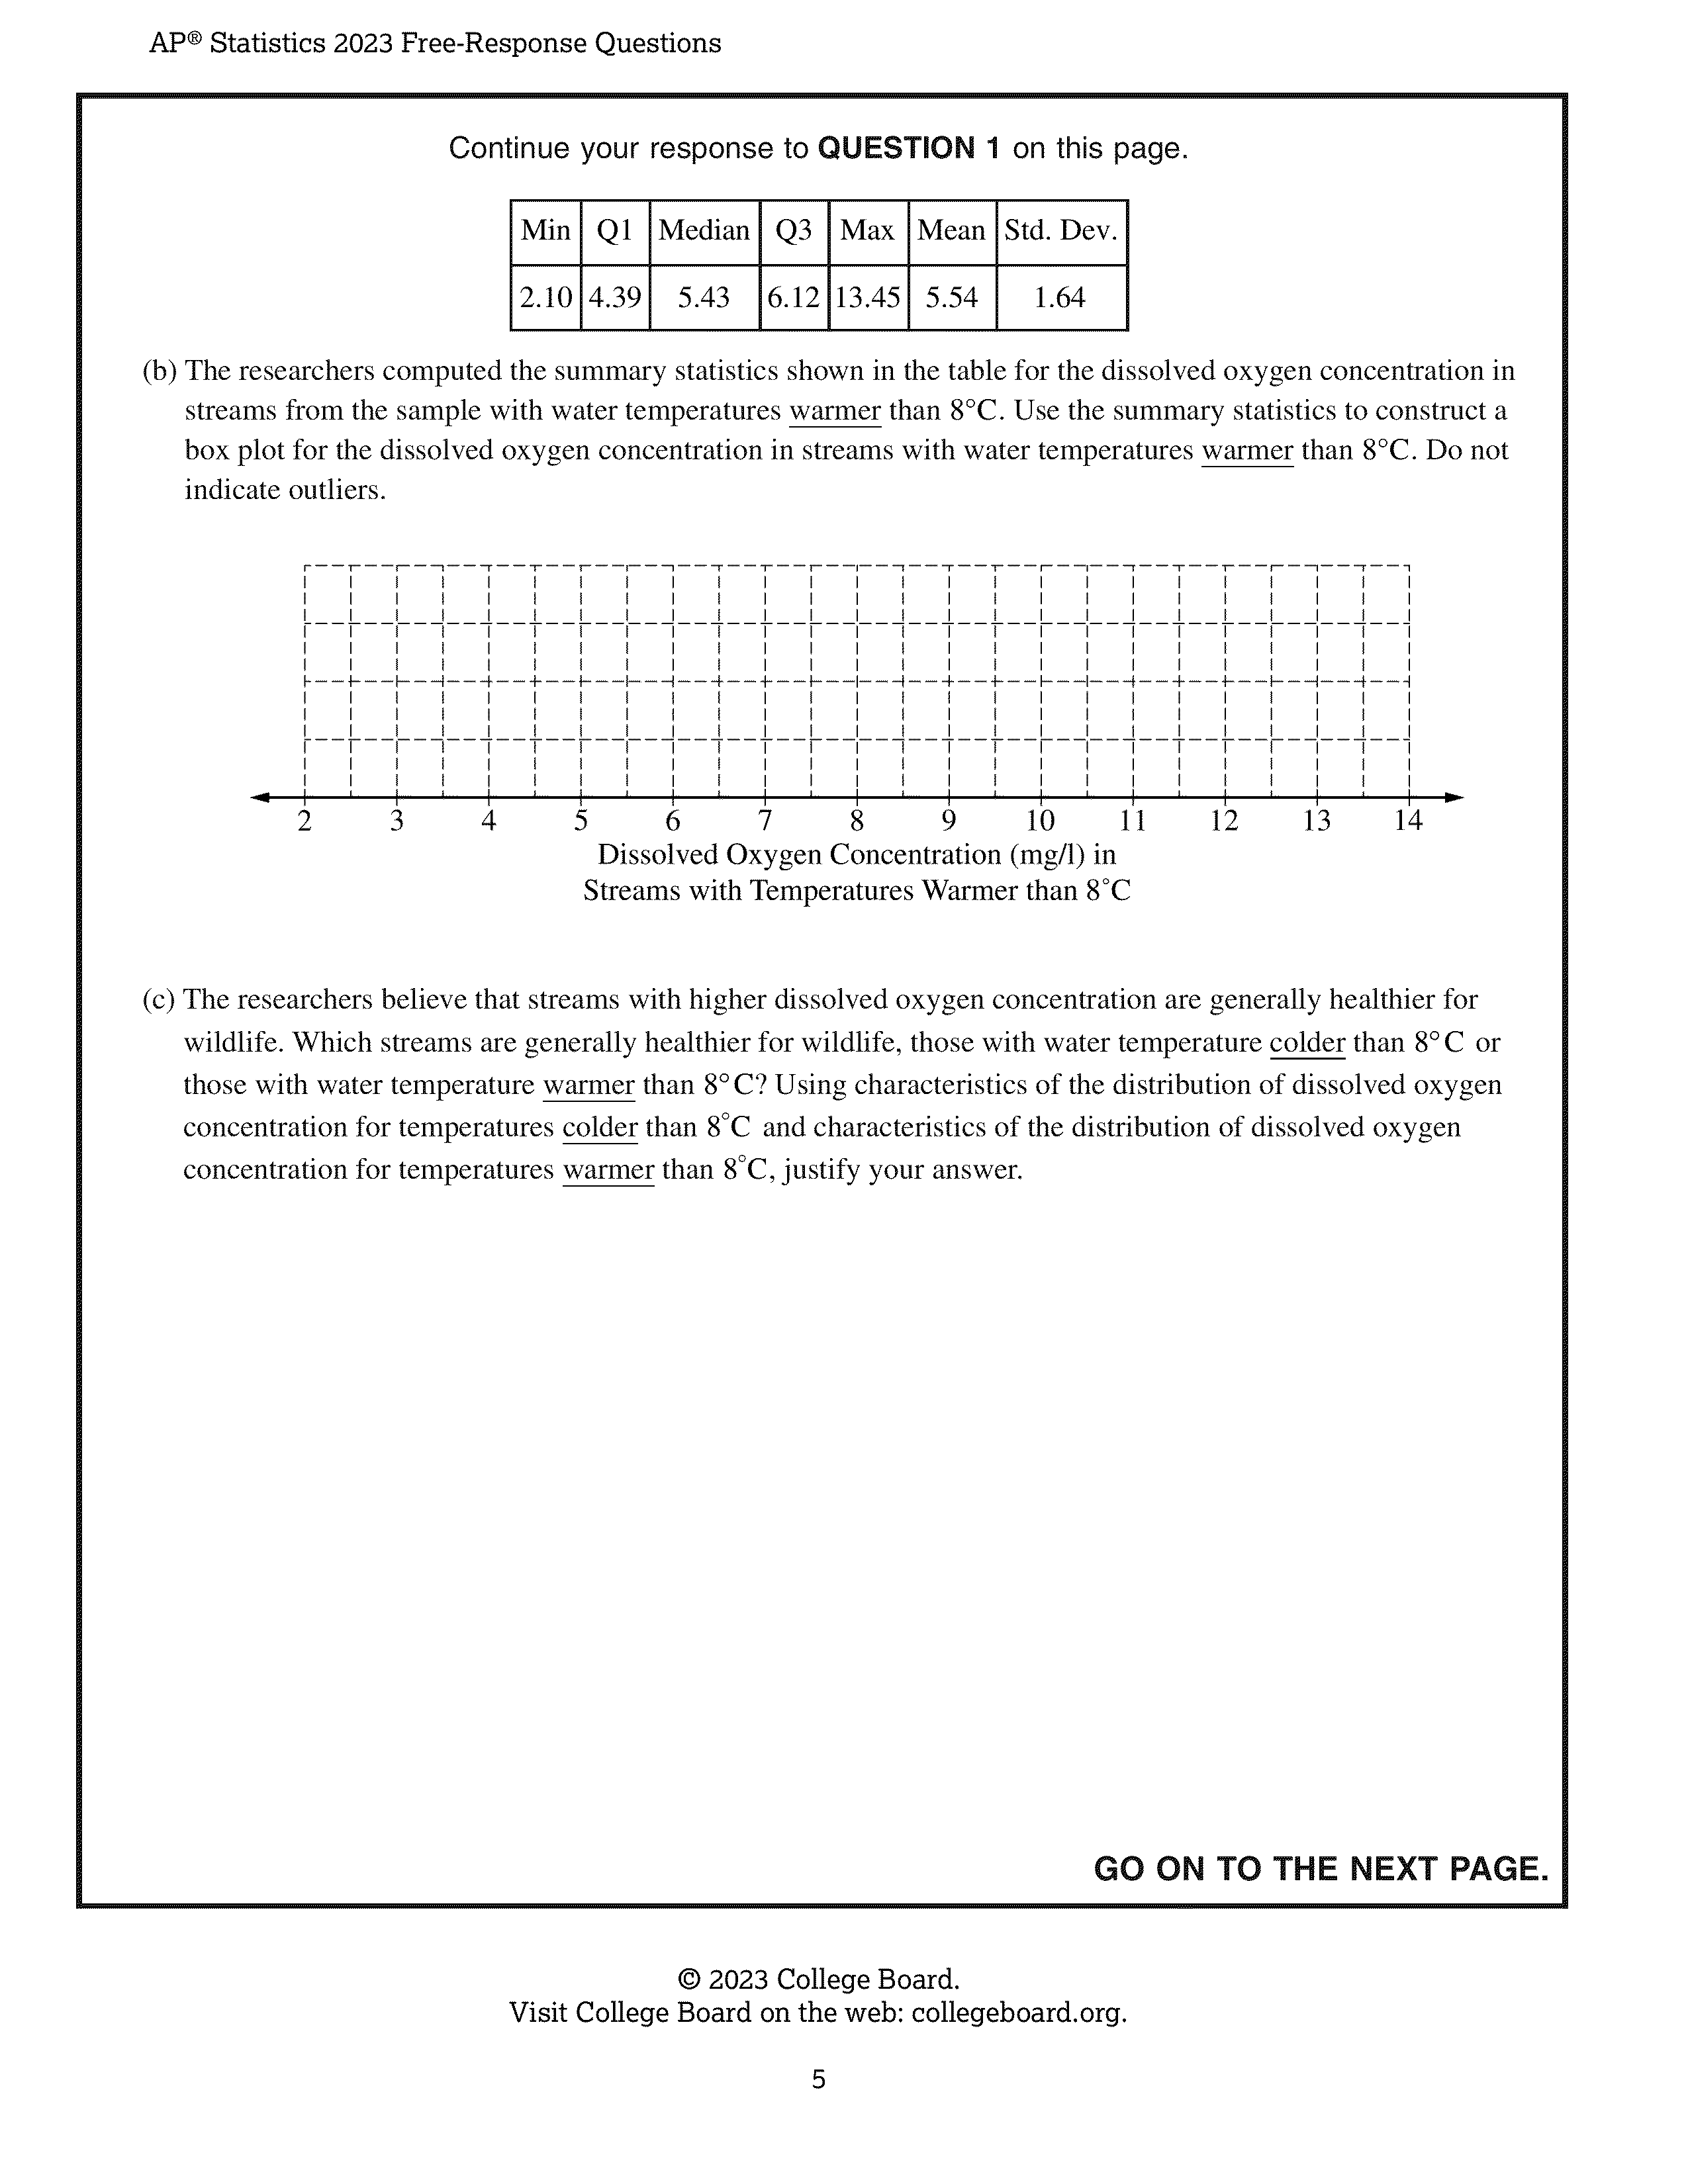 AP® Statistics 2023 Free-Response Questions
Continue your response to QUESTION 1 on this page.
Min Q1 Median Q3 Max Mean Std. Dev.
2.10 4.39 5.43 6.12 13.45 5.54 1.64
(b) The researchers computed the summary statistics shown in the table for the dissolved oxygen concentration in
streams from the sample with water temperatures warmer than 8°C. Use the summary statistics to construct a
box plot for the dissolved oxygen concentration in streams with water temperatures warmer than 8°C. Do not
indicate outliers.
2 3 4 5 6 7 8 9 10 11 12 13 14
Dissolved Oxygen Concentration (mg/l) in
Streams with Temperatures Warmer than 8°C
(c) The researchers believe that streams with higher dissolved oxygen concentration are generally healthier for
wildlife. Which streams are generally healthier for wildlife, those with water temperature colder than 8°C or
those with water temperature warmer than 8°C? Using characteristics of the distribution of dissolved oxygen
concentration for temperatures colder than 8°C and characteristics of the distribution of dissolved oxygen
concentration for temperatures warmer than 8°C, justify your answer.
GO ON TO THE NEXT PAGE.
© 2023 College Board.
Visit College Board on the web: collegeboard.org.
5